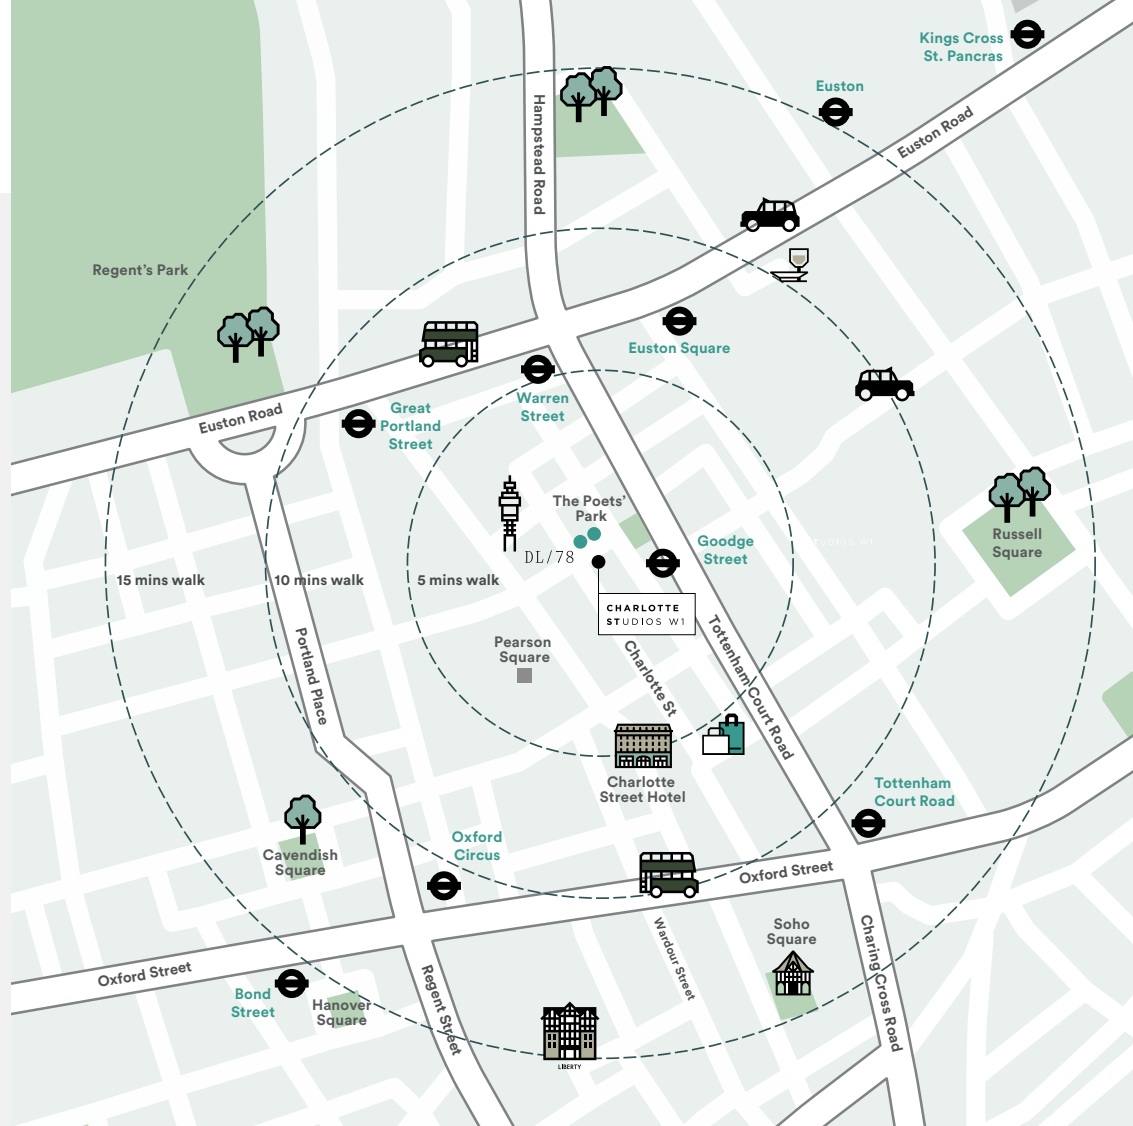 Kings Cross
St. Pancras
Euston
Euston Road
Hampstead Road
Regent's Park
Euston Square
Warren
Street
Great
Portland
Street
Euston Road
The Poets'
Park
DL/78
Goodge
Street
STUDIOS W1
Russell
Square
15 mins walk
10 mins walk
5 mins walk
CHARLOTTE
STUDIOS W1
Portland Place
Pearson
Square
Charlotte St
Tottenham Court Road
Charlotte
Street Hotel
Tottenham
Court Road
Oxford
Circus
Cavendish
Square
Oxford Street
Soho
Square
Wardour Street
Charing Cross Road
Oxford Street
Bond
Street
Hanover
Square
Regent Street
LIBERTY